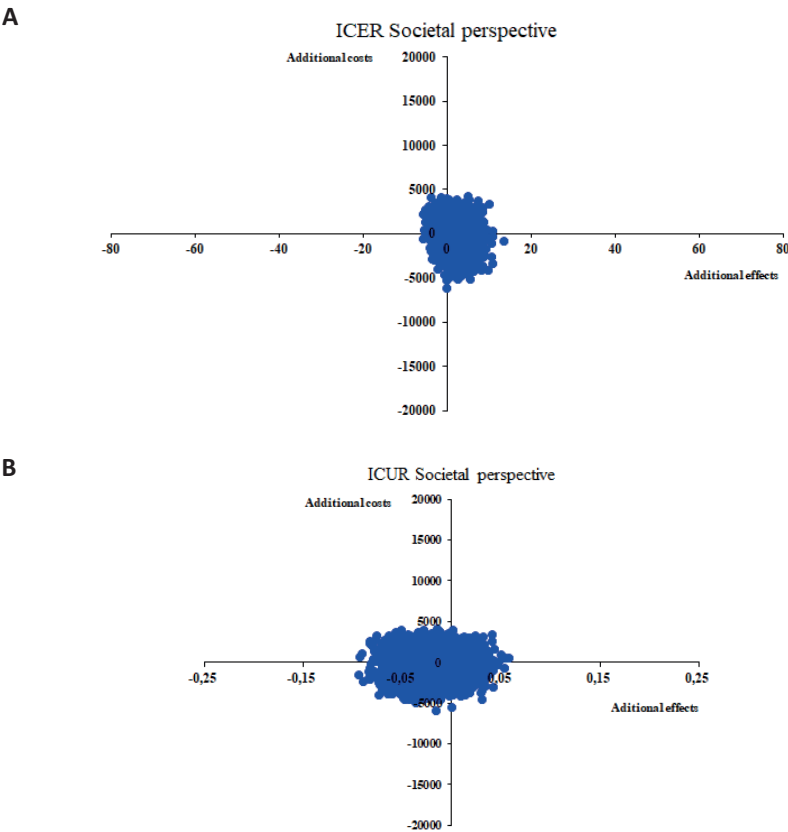 A
ICER Societal perspective
Additional costs
20000
15000
10000
5000
0
-80 -60 -40 -20 0 20 40 60 80
Additional effects
-5000
-10000
-15000
-20000
B
ICUR Societal perspective
Additional costs
20000
15000
10000
5000
0
-0,25 -0,15 -0,05 0,05 0,15 0,25
-5000
Aditional effects
-10000
-15000
-20000